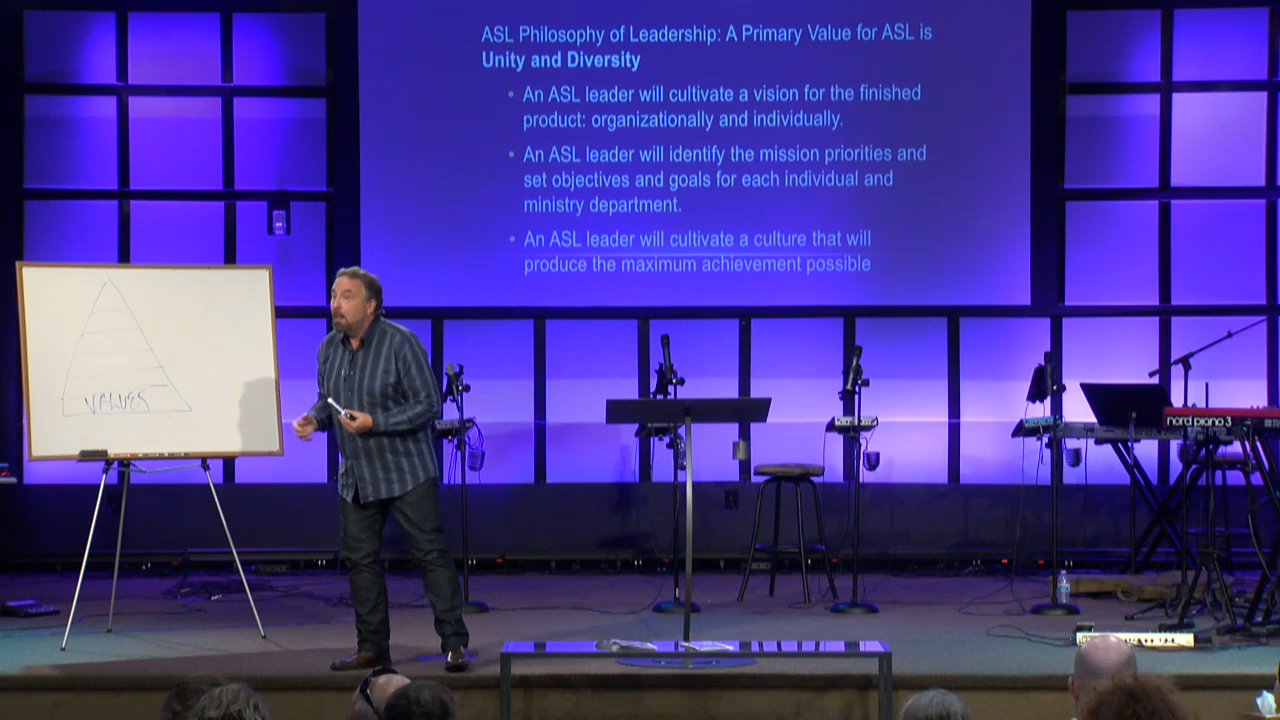 ASL Philosophy of Leadership: A Primary Value for ASL is
Unity and Diversity
• An ASL leader will cultivate a vision for the finished
product: organizationally and individually.
• An ASL leader will identify the mission priorities and
set objectives and goals for each individual and
ministry department.
• An ASL leader will cultivate a culture that will
produce the maximum achievement possible
VALUES
nord piano 3